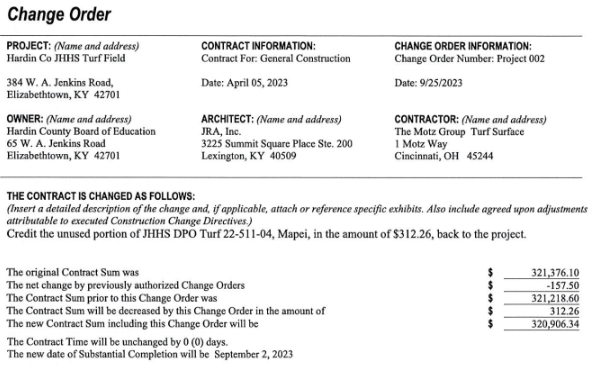 Change Order
PROJECT: (Name and address)
Hardin Co JHHS Turf Field
384 W. A. Jenkins Road,
Elizabethtown, KY 42701
CONTRACT INFORMATION:
Contract For: General Construction
Date: April 05, 2023
CHANGE ORDER INFORMATION:
Change Order Number: Project 002
Date: 9/25/2023
OWNER: (Name and address)
Hardin County Board of Education
65 W. A. Jenkins Road
Elizabethtown, KY 42701
ARCHITECT: (Name and address)
JRA, Inc.
3225 Summit Square Place Ste. 200
Lexington, KY 40509
CONTRACTOR: (Name and address)
The Motz Group Turf Surface
1 Motz Way
Cincinnati, OH 45244
THE CONTRACT IS CHANGED AS FOLLOWS:
(Insert a detailed description of the change and, if applicable, attach or reference specific exhibits. Also include agreed upon adjustments
attributable to executed Construction Change Directives.)
Credit the unused portion of JHHS DPO Turf 22-511-04, Mapei, in the amount of $312.26, back to the project.
The original Contract Sum was $ 321,376.10
The net change by previously authorized Change Orders $ -157.50
The Contract Sum prior to this Change Order was $ 321,218.60
The Contract Sum will be decreased by this Change Order in the amount of $ 312.26
The new Contract Sum including this Change Order will be $ 320,906.34
The Contract Time will be unchanged by 0 (0) days.
The new date of Substantial Completion will be September 2, 2023